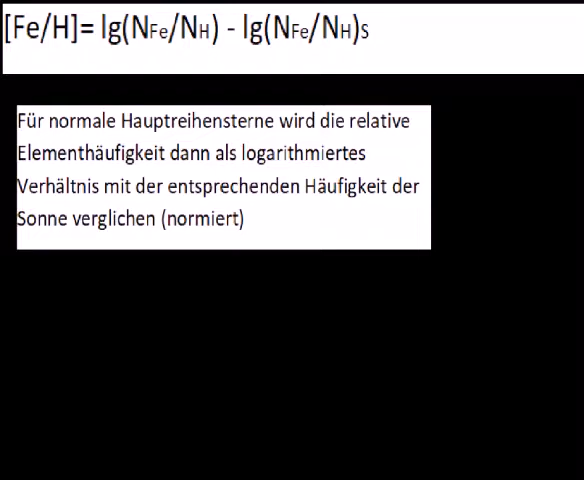 [Fe/H]= lg(NFe/NH) - lg(NFe/NH)s
Für normale Hauptreihensterne wird die relative
Elementhäufigkeit dann als logarithmiertes
Verhältnis mit der entsprechenden Häufigkeit der
Sonne verglichen (normiert)